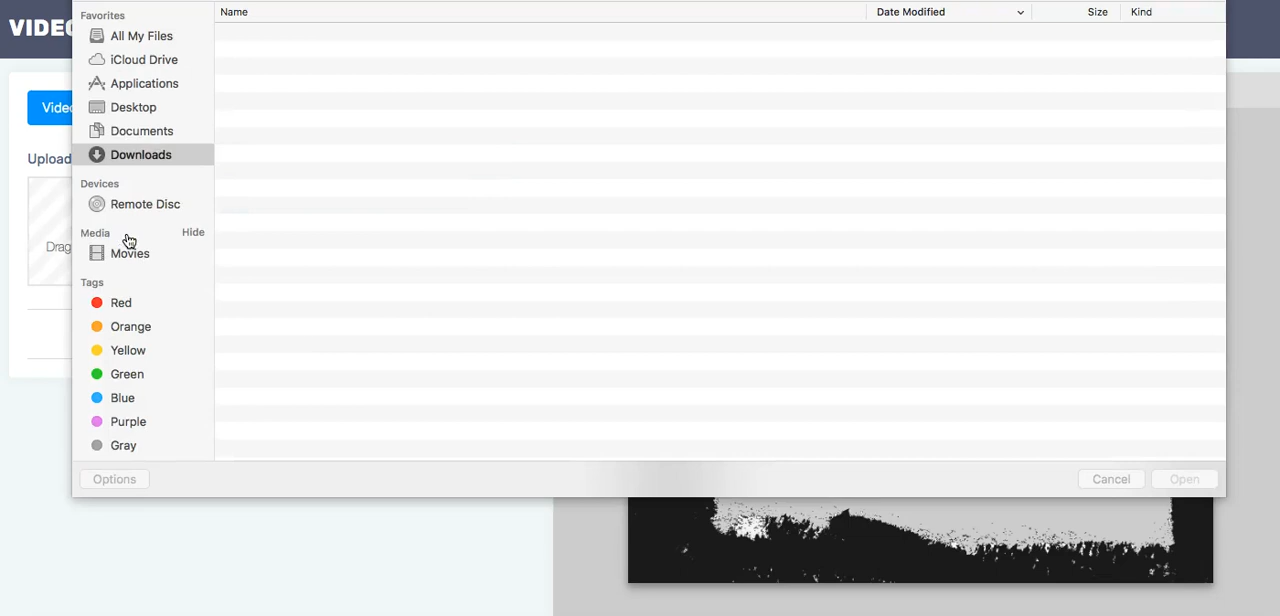 VIDEO
Favorites
Name
Date Modified
Size
Kind
All My Files
iCloud Drive
Applications
Desktop
Video
Documents
Downloads
Upload
Devices
Remote Disc
Media
Hide
Drag
Movies
Tags
Red
Orange
Yellow
Green
Blue
Purple
Gray
Options
Cancel
Open